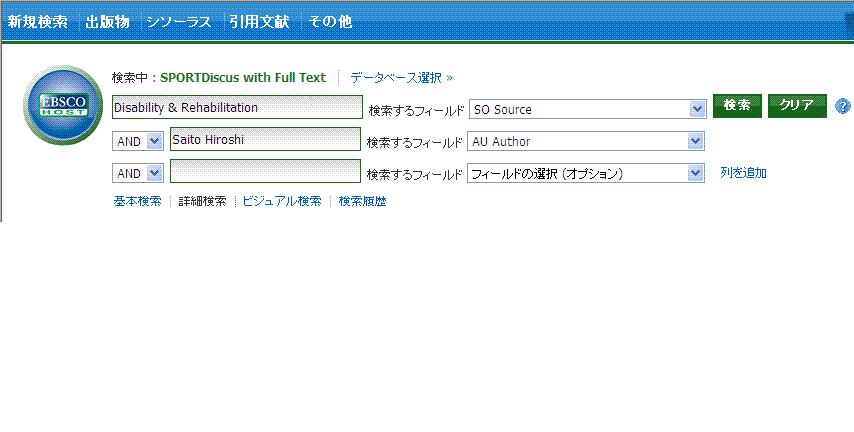 新規検索 出版物 シソーラス 引用文献 その他
検索中 : SPORTDiscus with Full Text データベース選択 »
EBSCO
HOST
Disability & Rehabilitation 検索するフィールド SO Source 検索 クリア ?
AND Saito Hiroshi 検索するフィールド AU Author
AND 検索するフィールド フィールドの選択 (オプション) 列を追加
基本検索 詳細検索 ビジュアル検索 検索履歴